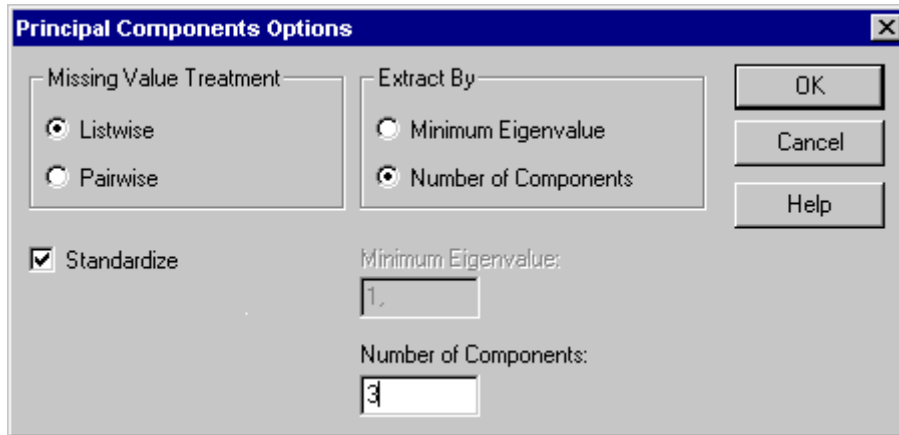 Principal Components Options
Missing Value Treatment
Listwise
Pairwise
Extract By
Minimum Eigenvalue
Number of Components
OK
Cancel
Help
Standardize
Minimum Eigenvalue:
1,
Number of Components:
3